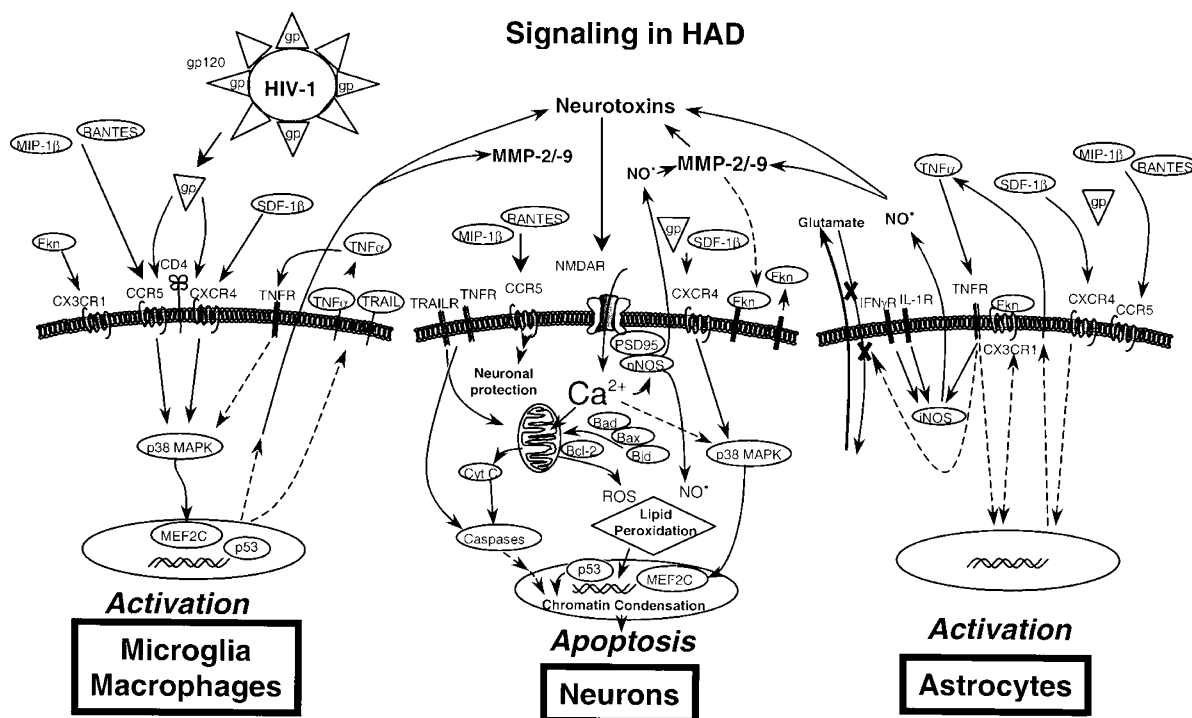 Signaling in HAD
gp120
gp
gp
HIV-1
gp
gp
MIP-1β
RANTES
gp
SDF-1β
Fkn
CD4
TNFα
CX3CR1
CCR5
CXCR4
TNFR
TNFα
TRAIL
p38 MAPK
MEF2C
p53
Activation
Microglia
Macrophages
Neurotoxins
MMP-2/-9
NO•
MMP-2/-9
RANTES
MIP-1β
gp
SDF-1β
NMDAR
TRAILR
TNFR
CCR5
CXCR4
Fkn
Fkn
PSD95
nNOS
Neuronal
protection
Ca2+
Bad
Bax
Bid
Bcl-2
p38 MAPK
Cyt C
ROS
NO•
Lipid
Peroxidation
Caspases
p53
MEF2C
Chromatin Condensation
Apoptosis
Neurons
TNFα
SDF-1β
MIP-1β
RANTES
gp
Glutamate
NO•
IFNγR
IL-1R
TNFR
Fkn
CXCR4
CCR5
CX3CR1
iNOS
Activation
Astrocytes